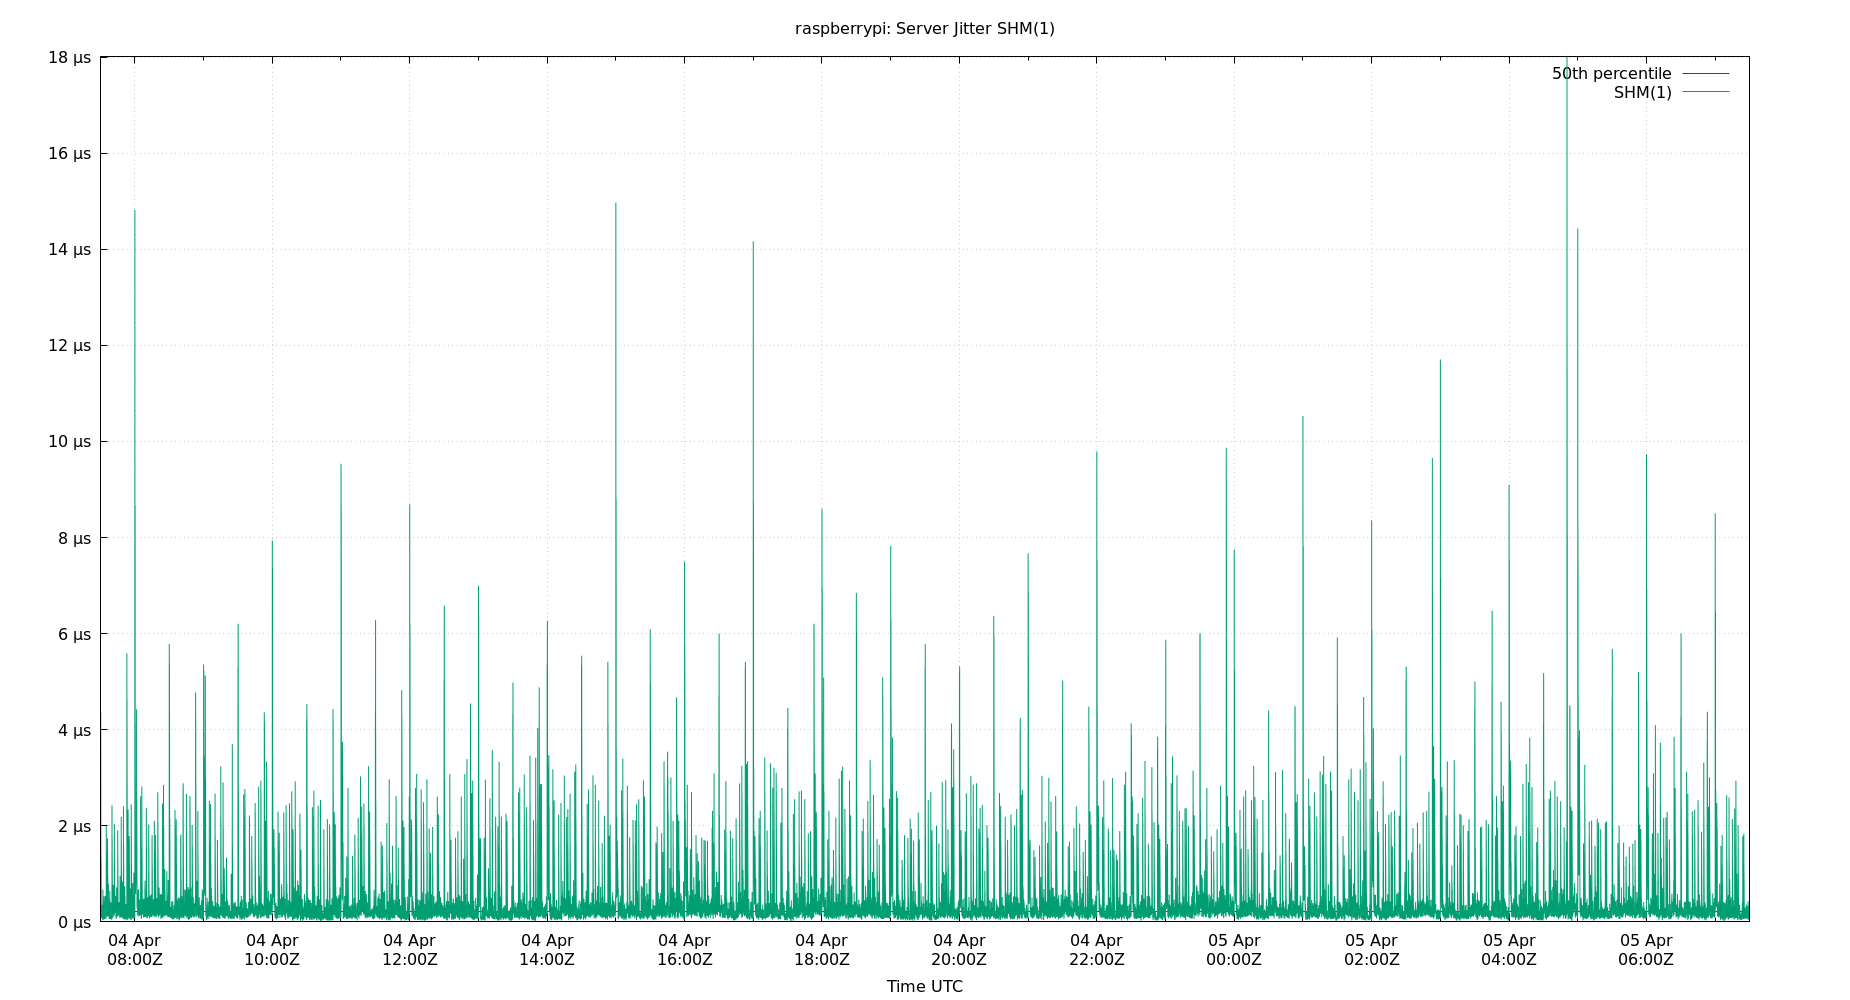 raspberrypi: Server Jitter SHM(1)
18 µs
16 µs
14 µs
12 µs
10 µs
8 µs
6 µs
4 µs
2 µs
0 µs
50th percentile
SHM(1)
04 Apr 04 Apr 04 Apr 04 Apr 04 Apr 04 Apr 04 Apr 04 Apr 05 Apr 05 Apr 05 Apr 05 Apr
08:00Z 10:00Z 12:00Z 14:00Z 16:00Z 18:00Z 20:00Z 22:00Z 00:00Z 02:00Z 04:00Z 06:00Z
Time UTC